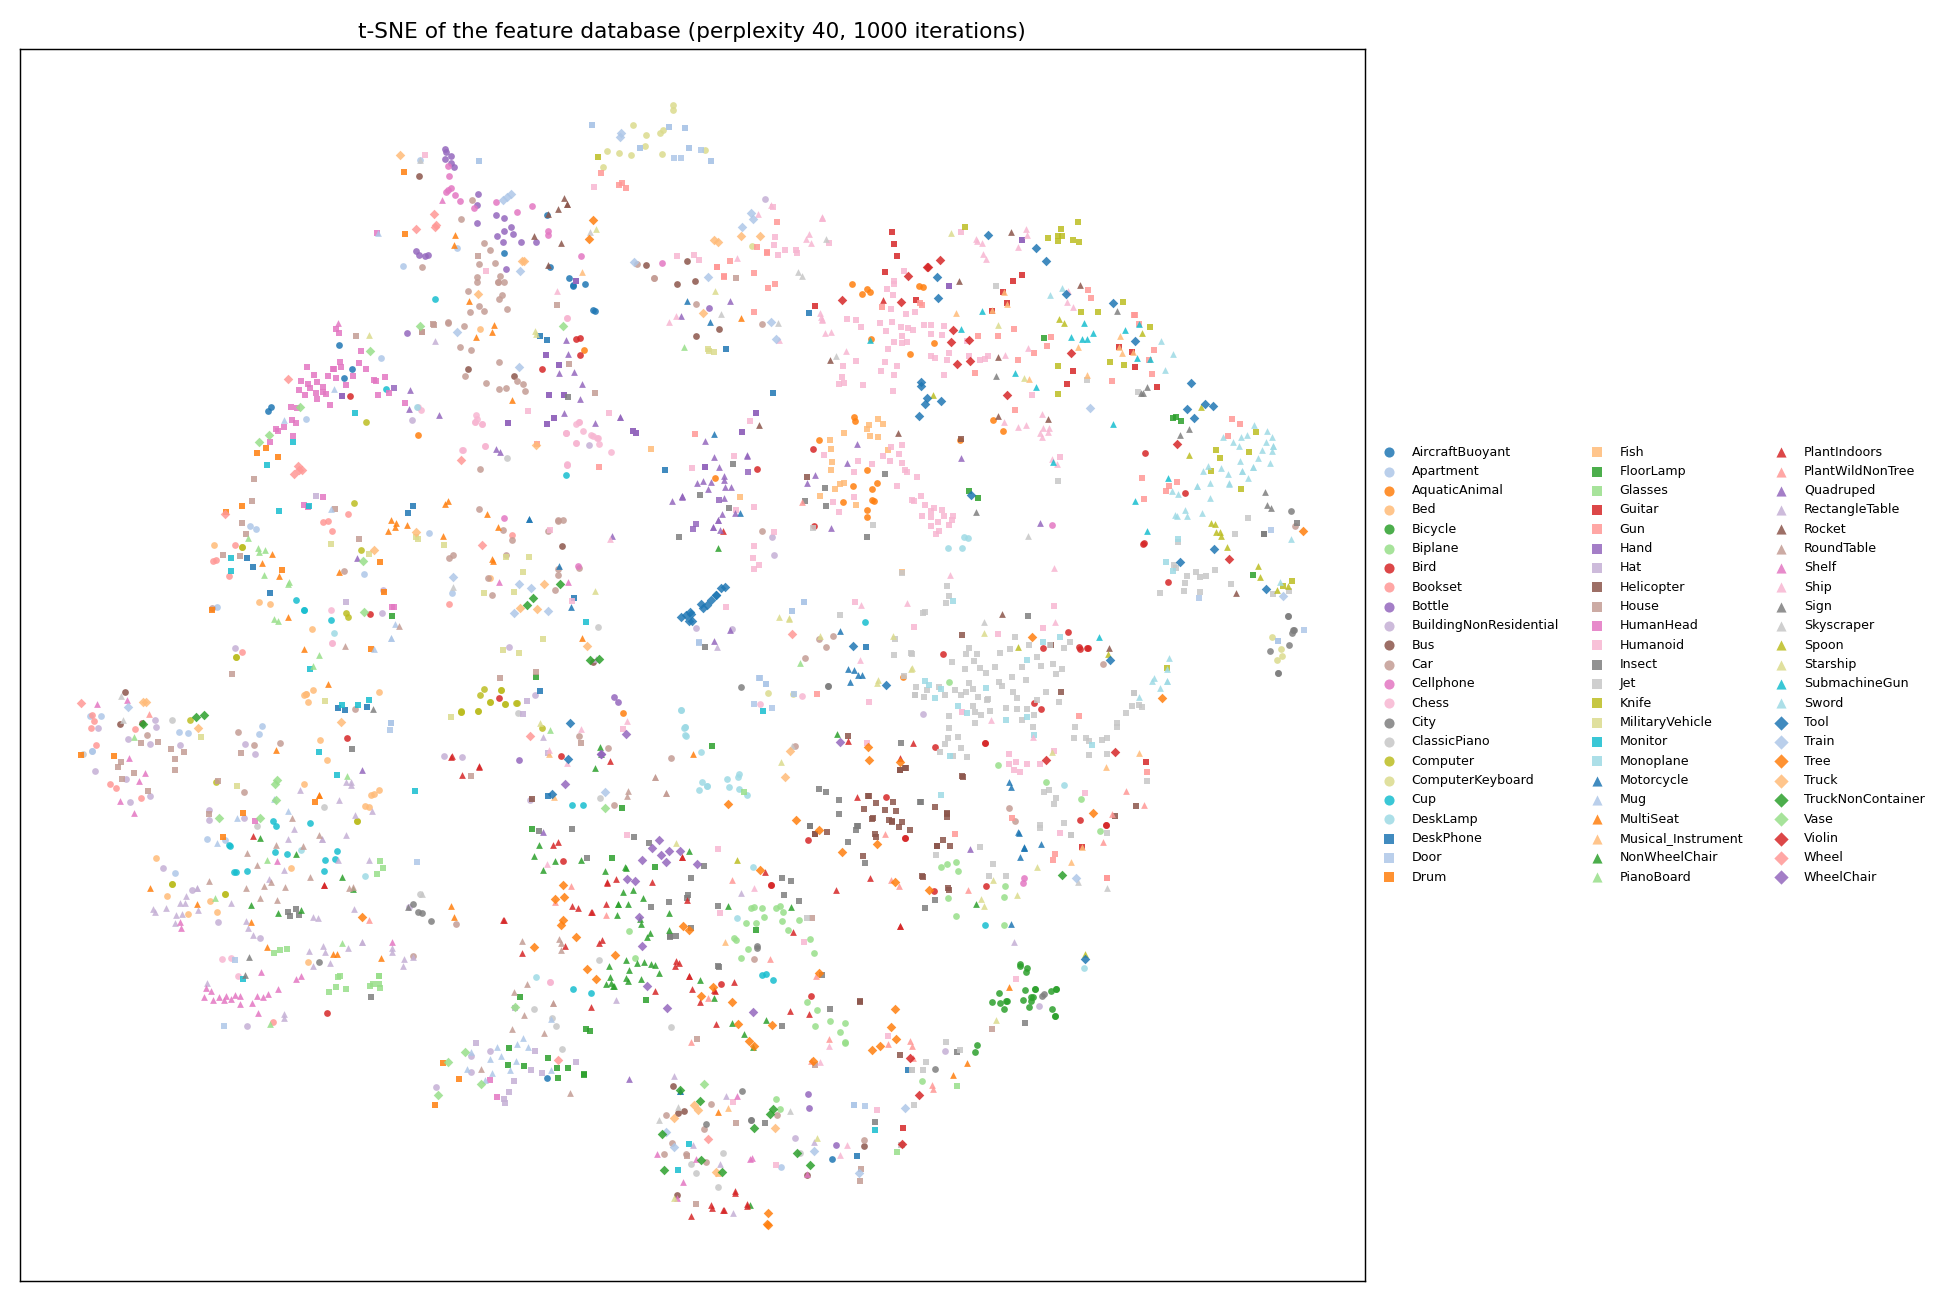 t-SNE of the feature database (perplexity 40, 1000 iterations)
AircraftBuoyant
Apartment
AquaticAnimal
Bed
Bicycle
Biplane
Bird
Bookset
Bottle
BuildingNonResidential
Bus
Car
Cellphone
Chess
City
ClassicPiano
Computer
ComputerKeyboard
Cup
DeskLamp
DeskPhone
Door
Drum
Fish
FloorLamp
Glasses
Guitar
Gun
Hand
Hat
Helicopter
House
HumanHead
Humanoid
Insect
Jet
Knife
MilitaryVehicle
Monitor
Monoplane
Motorcycle
Mug
MultiSeat
Musical_Instrument
NonWheelChair
PianoBoard
PlantIndoors
PlantWildNonTree
Quadruped
RectangleTable
Rocket
RoundTable
Shelf
Ship
Sign
Skyscraper
Spoon
Starship
SubmachineGun
Sword
Tool
Train
Tree
Truck
TruckNonContainer
Vase
Violin
Wheel
WheelChair